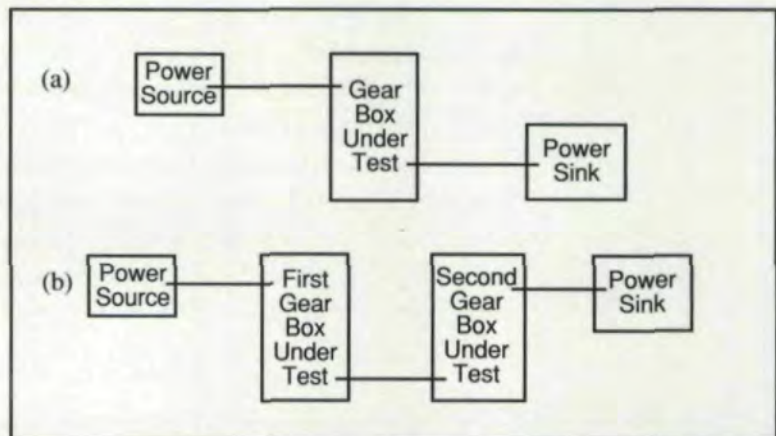 (a)
Power
Source
Gear
Box
Under
Test
Power
Sink
(b)
Power
Source
First
Gear
Box
Under
Test
Second
Gear
Box
Under
Test
Power
Sink